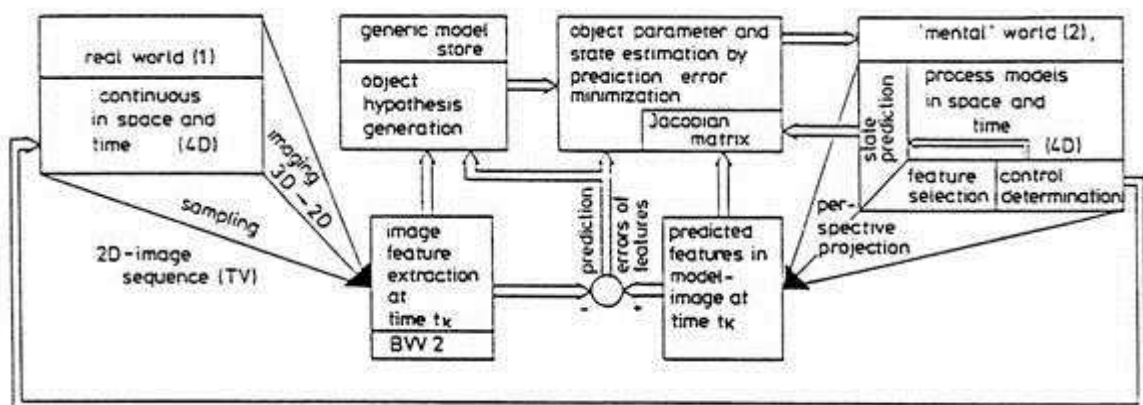 real world (1)
continuous
in space and
time (4D)
imaging
3D-2D
sampling
2D-image
sequence (TV)
generic model
store
object
hypothesis
generation
image
feature
extraction
at
time tK
BVV 2
object parameter and
state estimation by
prediction error
minimization
Jacobian
matrix
prediction
errors of
features
-
+
predicted
features in
model-
image at
time tK
'mental' world (2),
state
prediction
process models
in space and
time
(4D)
feature
selection
control
determination
per-
spective
projection